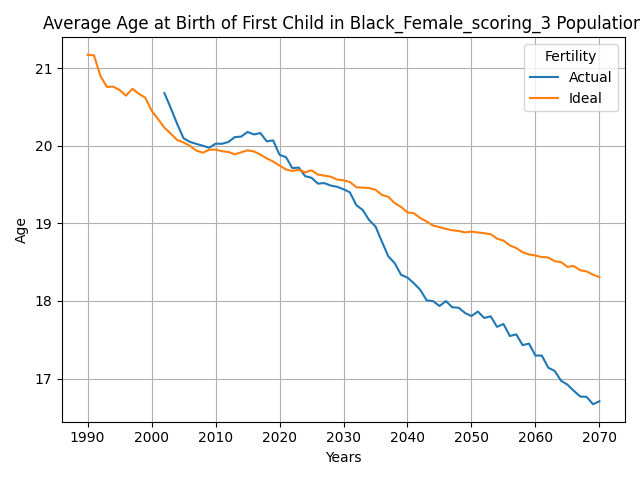 Average Age at Birth of First Child in Black_Female_scoring_3 Population
Fertility
Actual
Ideal
Age
21
20
19
18
17
1990 2000 2010 2020 2030 2040 2050 2060 2070
Years